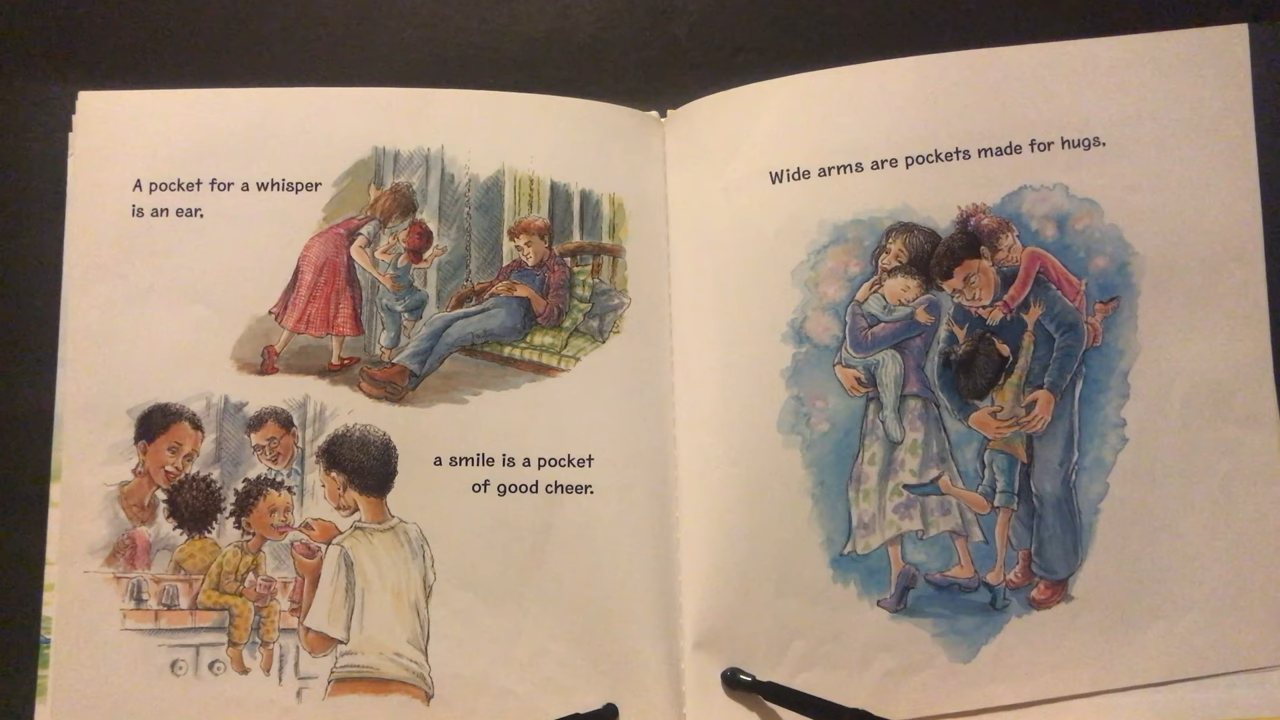 A pocket for a whisper
is an ear,
a smile is a pocket
of good cheer.
Wide arms are pockets made for hugs,